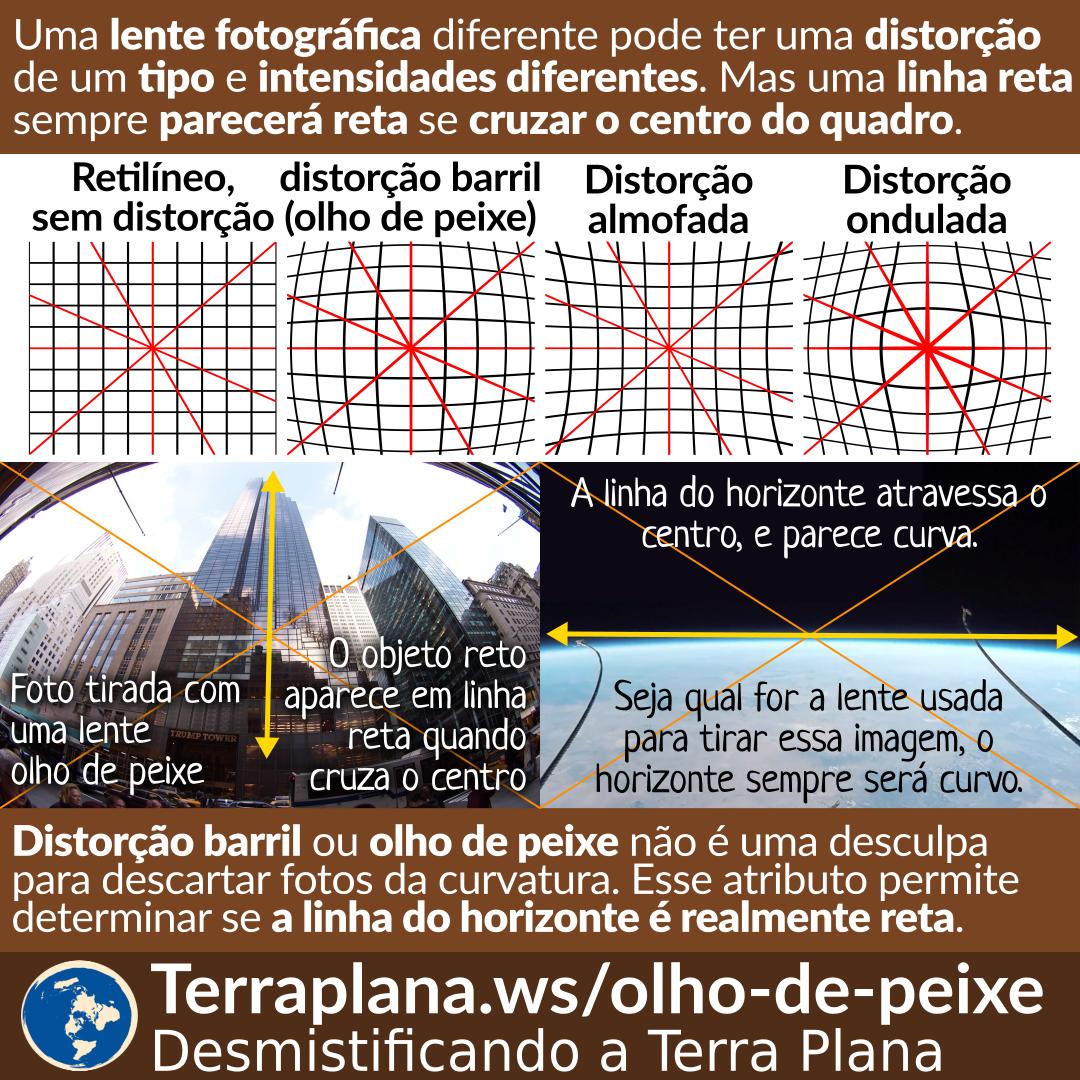 Uma lente fotográfica diferente pode ter uma distorção
de um tipo e intensidades diferentes. Mas uma linha reta
sempre parecerá reta se cruzar o centro do quadro.
Retilíneo,
sem distorção
distorção barril
(olho de peixe)
Distorção
almofada
Distorção
ondulada
Foto tirada com
uma lente
olho de peixe
O objeto reto
aparece em linha
reta quando
cruza o centro
TRUMP TOWER
A linha do horizonte atravessa o
centro, e parece curva.
Seja qual for a lente usada
para tirar essa imagem, o
horizonte sempre será curvo.
Distorção barril ou olho de peixe não é uma desculpa
para descartar fotos da curvatura. Esse atributo permite
determinar se a linha do horizonte é realmente reta.
Terraplana.ws/olho-de-peixe
Desmistificando a Terra Plana